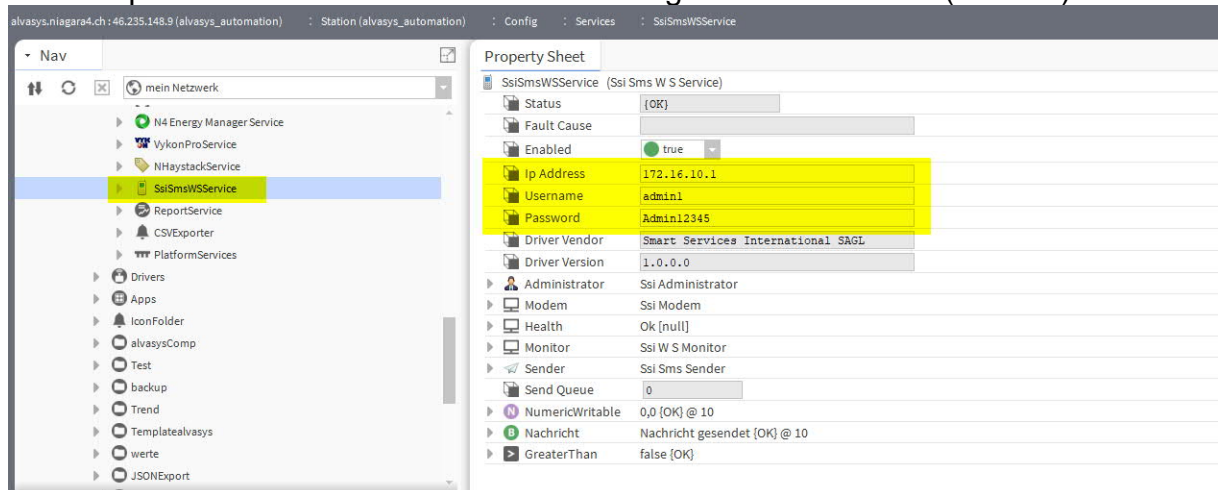 alvasys.niagara4.ch : 46.235.148.9 (alvasys_automation) : Station (alvasys_automation) : Config : Services : SsiSmsWSService
Nav
mein Netzwerk
N4 Energy Manager Service
VykonProService
NHaystackService
SsiSmsWSService
ReportService
CSVExporter
PlatformServices
Drivers
Apps
IconFolder
alvasysComp
Test
backup
Trend
Templatealvasys
werte
JSONExport
Property Sheet
SsiSmsWSService (Ssi Sms W S Service)
Status {OK}
Fault Cause
Enabled true
Ip Address 172.16.10.1
Username admin1
Password Admin12345
Driver Vendor Smart Services International SAGL
Driver Version 1.0.0.0
Administrator Ssi Administrator
Modem Ssi Modem
Health Ok [null]
Monitor Ssi W S Monitor
Sender Ssi Sms Sender
Send Queue 0
NumericWritable 0,0 {OK} @ 10
Nachricht Nachricht gesendet {OK} @ 10
GreaterThan false {OK}